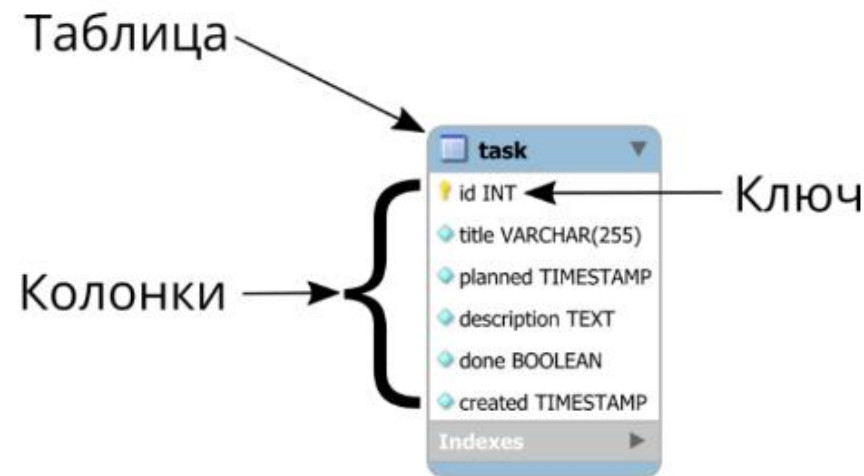 Таблица
task
id INT
Ключ
title VARCHAR(255)
planned TIMESTAMP
Колонки
description TEXT
done BOOLEAN
created TIMESTAMP
Indexes